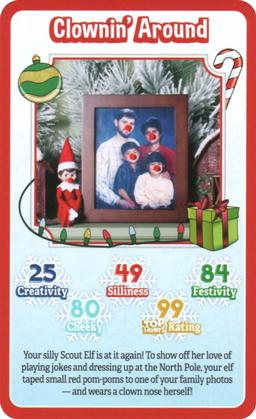 Clownin' Around
25
Creativity
49
Silliness
84
Festivity
80
Cheeky
99
TOP TRUMPS Rating
Your silly Scout Elf is at it again! To show off her love of
playing jokes and dressing up at the North Pole, your elf
taped small red pom-poms to one of your family photos
— and wears a clown nose herself!